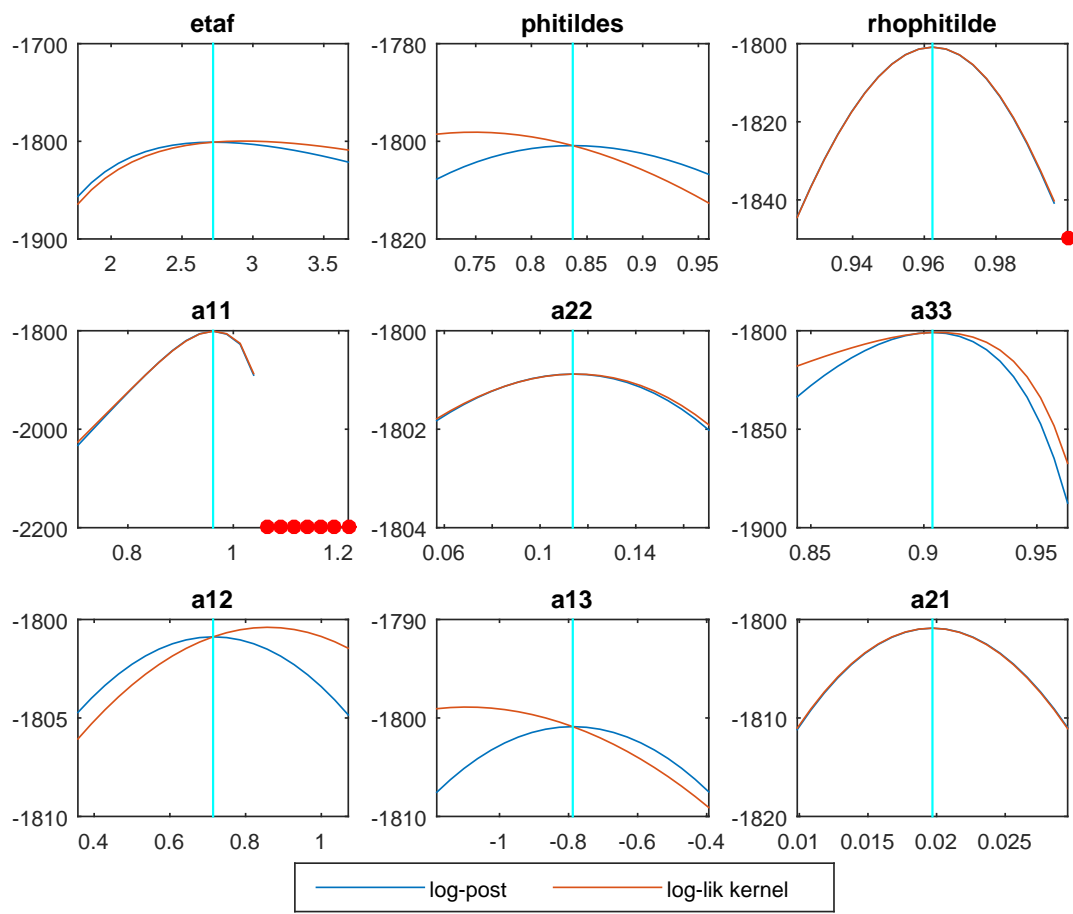 etaf
-1700
-1800
-1900
2 2.5 3 3.5
phitildes
-1780
-1800
-1820
0.75 0.8 0.85 0.9 0.95
rhophitilde
-1800
-1820
-1840
0.94 0.96 0.98
a11
-1800
-2000
-2200
0.8 1 1.2
a22
-1800
-1802
-1804
0.06 0.1 0.14
a33
-1800
-1850
-1900
0.85 0.9 0.95
a12
-1800
-1805
-1810
0.4 0.6 0.8 1
a13
-1790
-1800
-1810
-1 -0.8 -0.6 -0.4
a21
-1800
-1810
-1820
0.01 0.015 0.02 0.025
log-post log-lik kernel